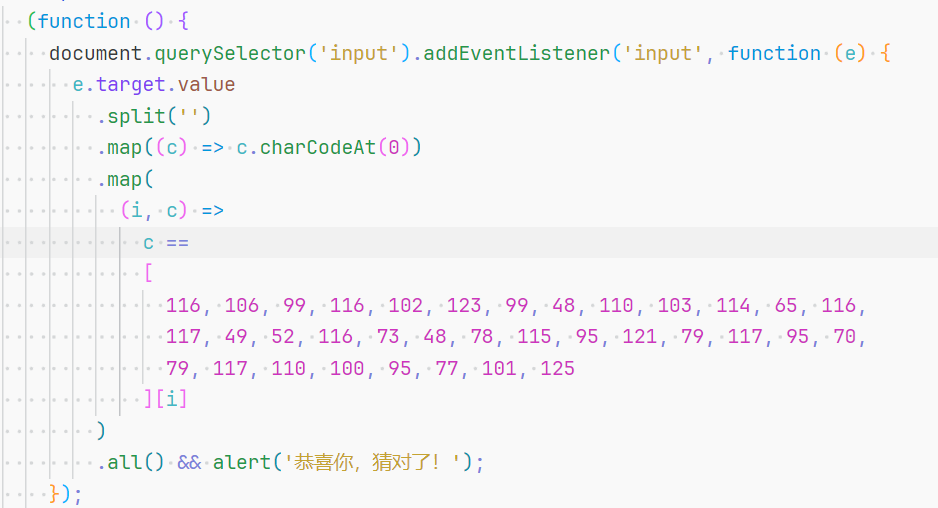 (function () {
document.querySelector('input').addEventListener('input', function (e) {
e.target.value
.split('')
.map((c) => c.charCodeAt(0))
.map(
(i, c) =>
c ==
[
116, 106, 99, 116, 102, 123, 99, 48, 110, 103, 114, 65, 116,
117, 49, 52, 116, 73, 48, 78, 115, 95, 121, 79, 117, 95, 70,
79, 117, 110, 100, 95, 77, 101, 125
][i]
)
.all() && alert('恭喜你，猜对了！');
});